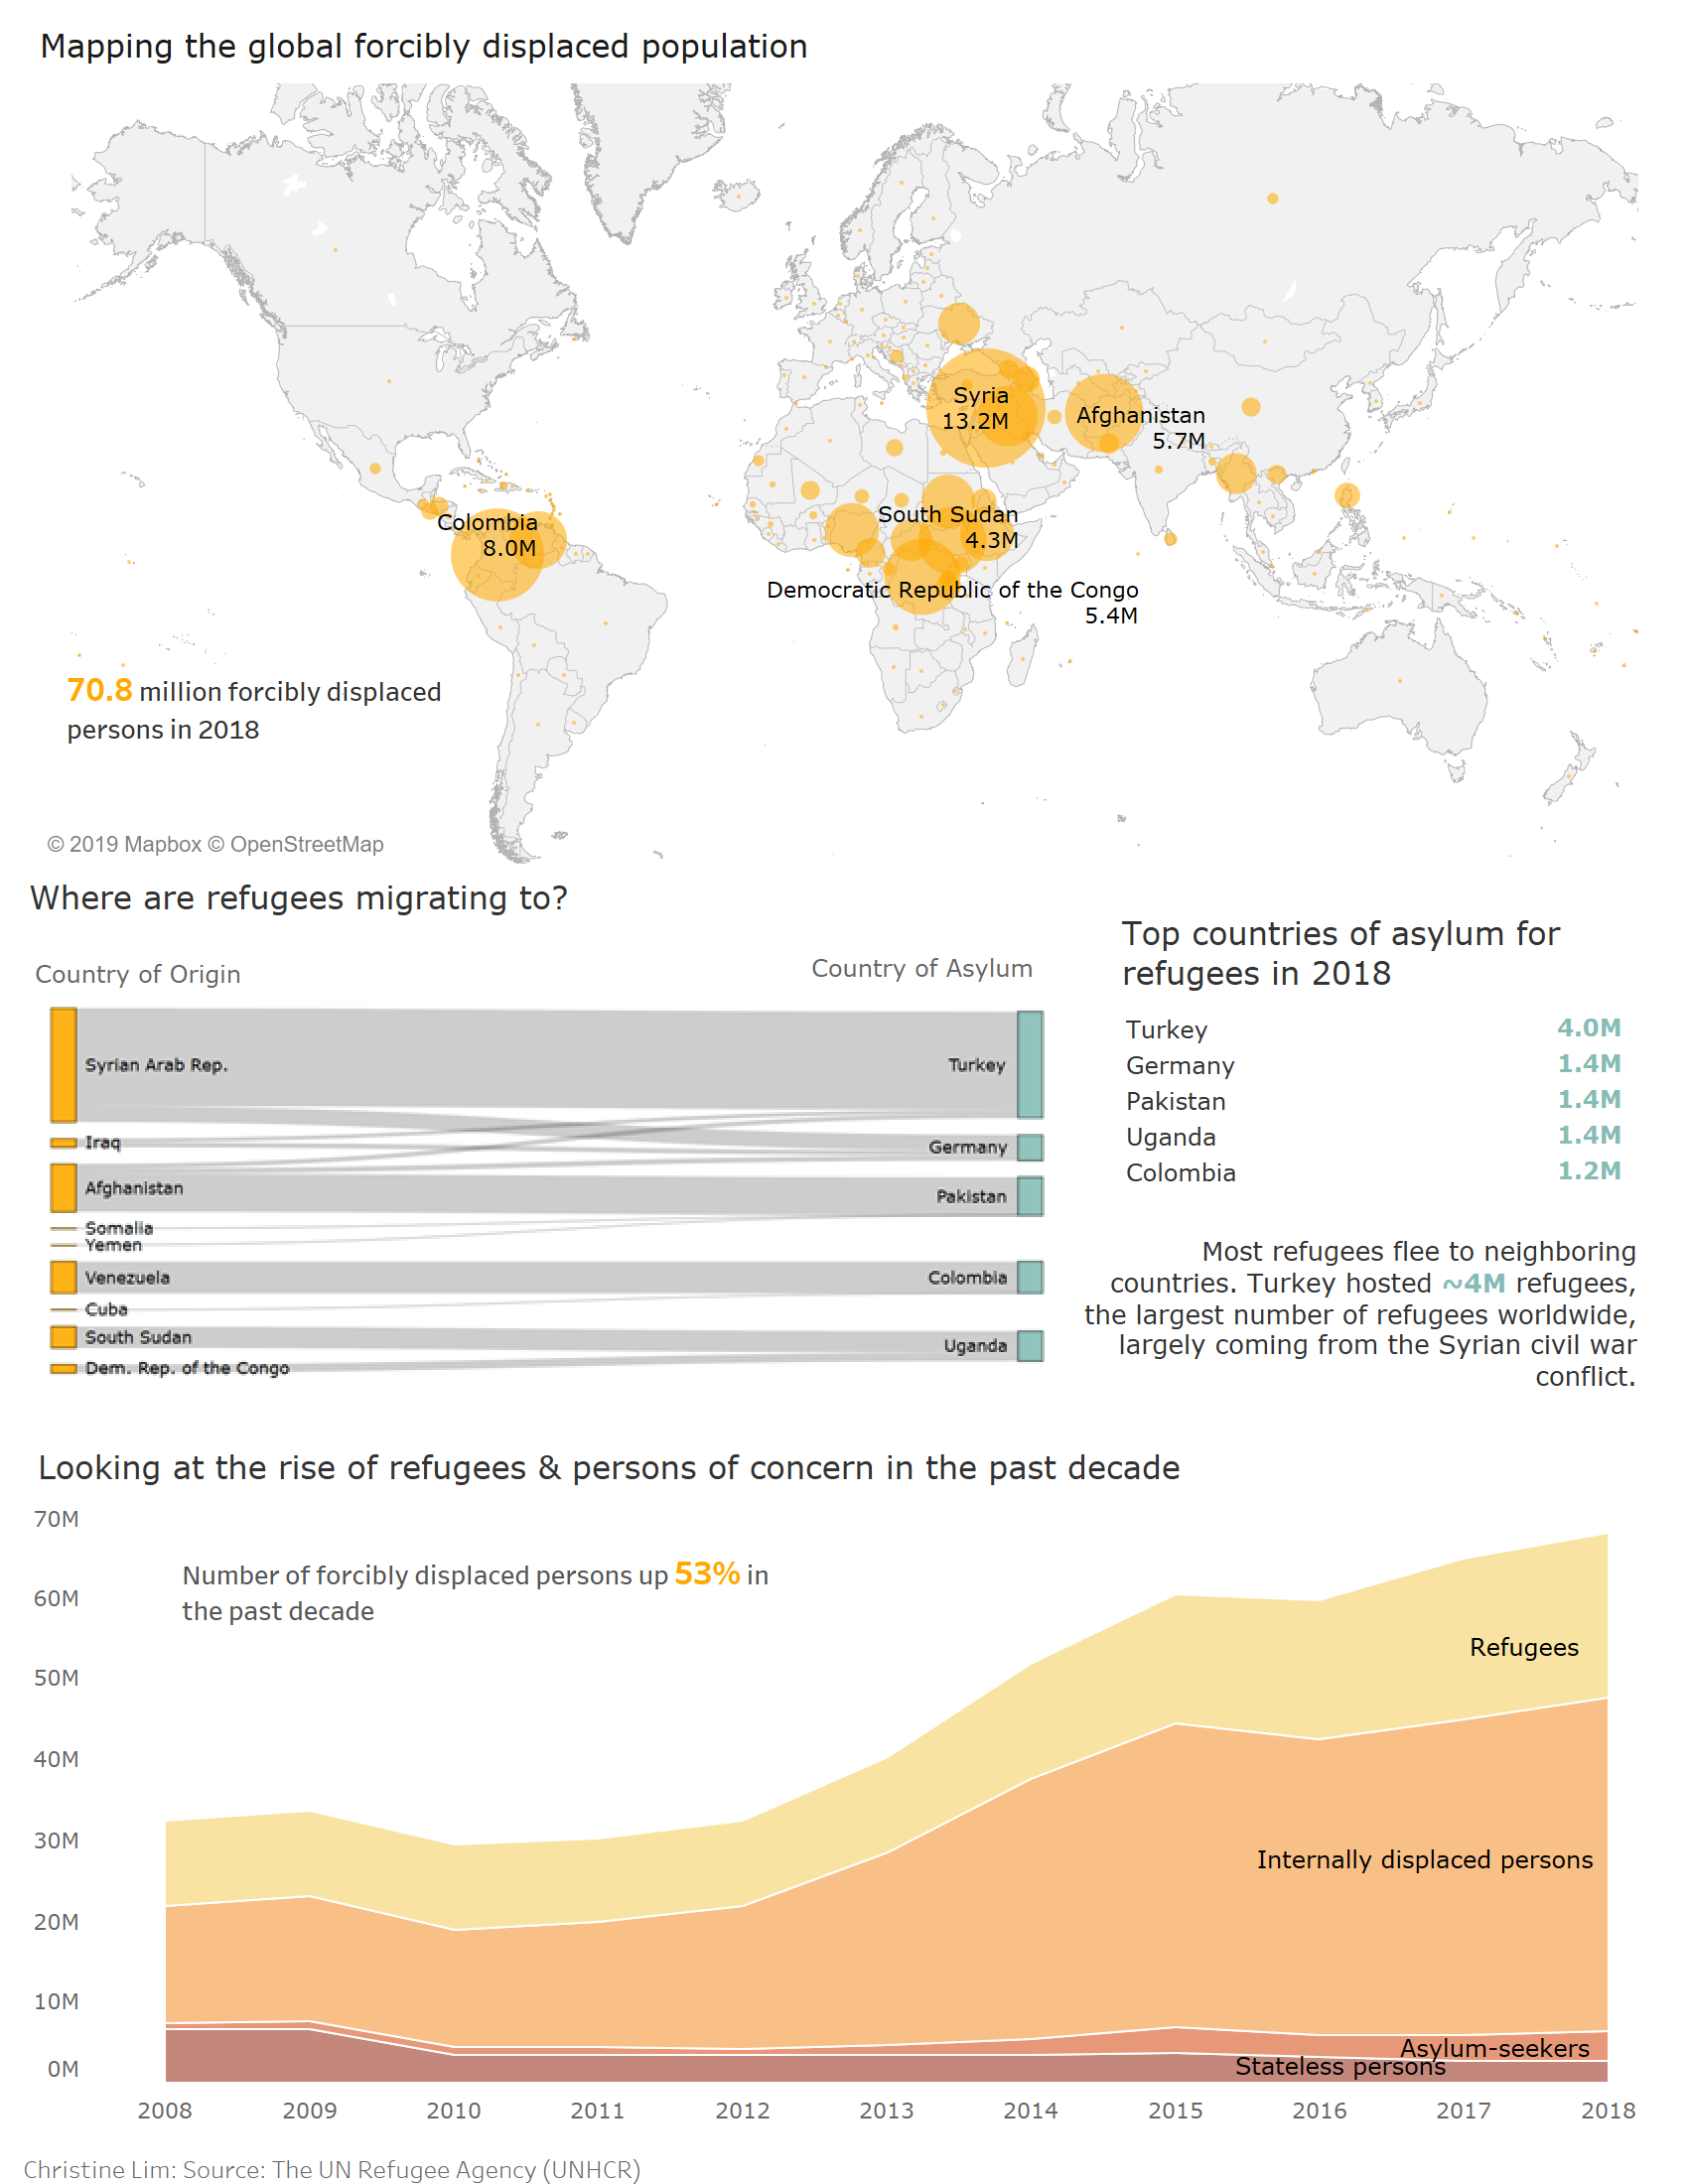 Mapping the global forcibly displaced population
Syria
13.2M
Afghanistan
5.7M
Colombia
8.0M
South Sudan
4.3M
Democratic Republic of the Congo
5.4M
70.8 million forcibly displaced
persons in 2018
© 2019 Mapbox © OpenStreetMap
Where are refugees migrating to?
Country of Origin
Country of Asylum
Syrian Arab Rep.
Iraq
Afghanistan
Somalia
Yemen
Venezuela
Cuba
South Sudan
Dem. Rep. of the Congo
Turkey
Germany
Pakistan
Colombia
Uganda
Top countries of asylum for
refugees in 2018
Turkey 4.0M
Germany 1.4M
Pakistan 1.4M
Uganda 1.4M
Colombia 1.2M
Most refugees flee to neighboring
countries. Turkey hosted ~4M refugees,
the largest number of refugees worldwide,
largely coming from the Syrian civil war
conflict.
Looking at the rise of refugees & persons of concern in the past decade
70M
60M
50M
40M
30M
20M
10M
0M
Number of forcibly displaced persons up 53% in
the past decade
Refugees
Internally displaced persons
Asylum-seekers
Stateless persons
2008 2009 2010 2011 2012 2013 2014 2015 2016 2017 2018
Christine Lim: Source: The UN Refugee Agency (UNHCR)